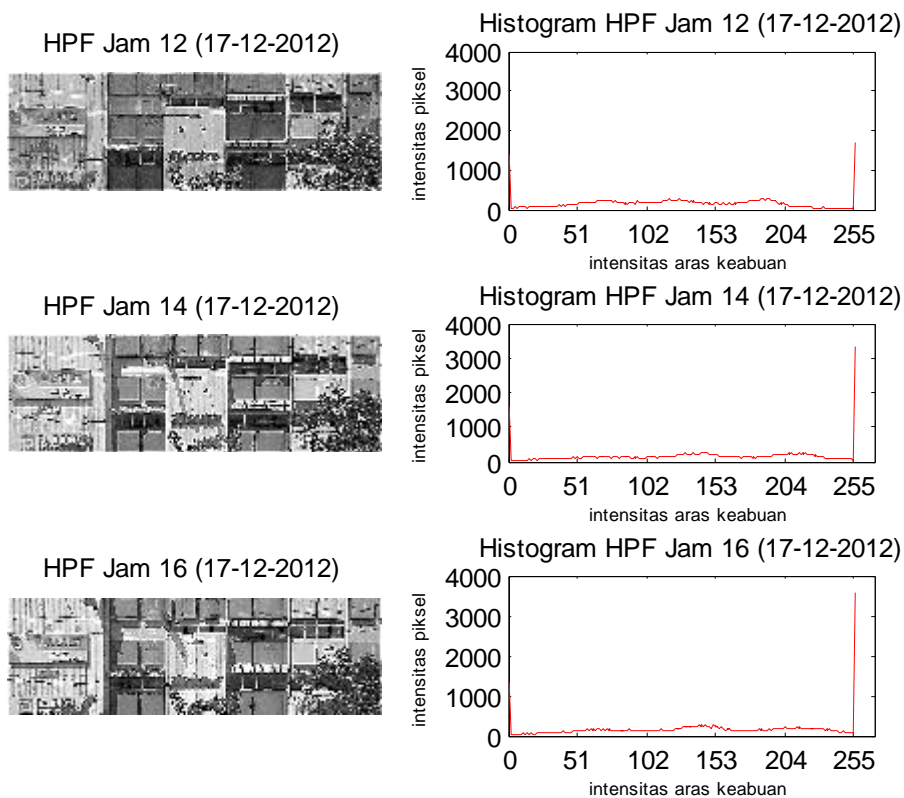 HPF Jam 12 (17-12-2012)
Histogram HPF Jam 12 (17-12-2012)
intensitas piksel
4000
3000
2000
1000
0
0 51 102 153 204 255
intensitas aras keabuan
HPF Jam 14 (17-12-2012)
Histogram HPF Jam 14 (17-12-2012)
intensitas piksel
4000
3000
2000
1000
0
0 51 102 153 204 255
intensitas aras keabuan
HPF Jam 16 (17-12-2012)
Histogram HPF Jam 16 (17-12-2012)
intensitas piksel
4000
3000
2000
1000
0
0 51 102 153 204 255
intensitas aras keabuan